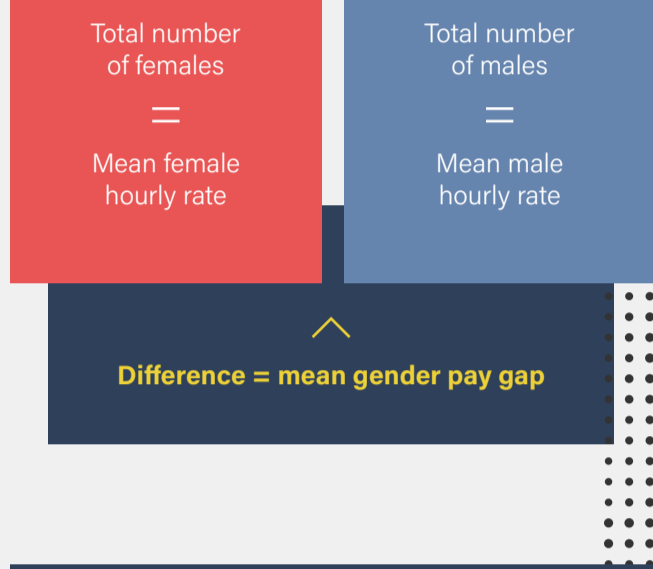 Total number
of females
=
Mean female
hourly rate
Total number
of males
=
Mean male
hourly rate
Difference = mean gender pay gap